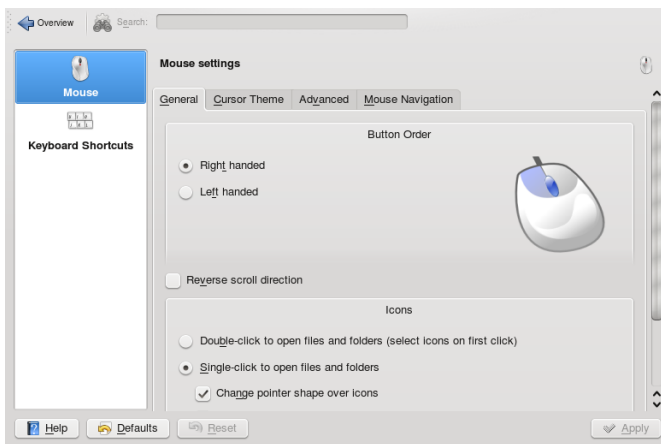 Overview
Search:
Mouse
Keyboard Shortcuts
Mouse settings
General
Cursor Theme
Advanced
Mouse Navigation
Button Order
Right handed
Left handed
Reverse scroll direction
Icons
Double-click to open files and folders (select icons on first click)
Single-click to open files and folders
Change pointer shape over icons
Help
Defaults
Reset
Apply